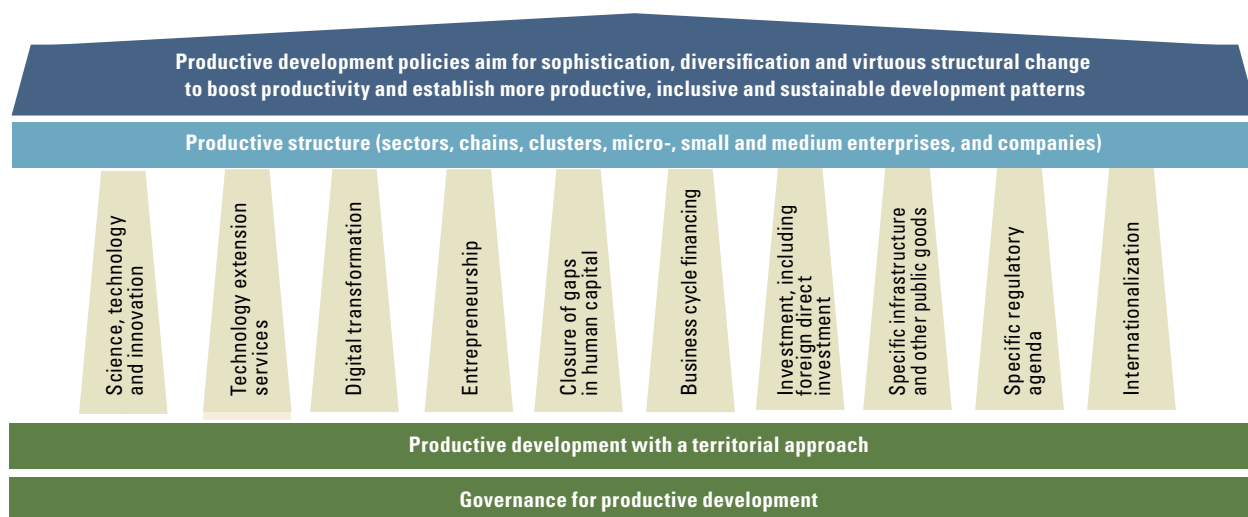 Productive development policies aim for sophistication, diversification and virtuous structural change
to boost productivity and establish more productive, inclusive and sustainable development patterns
Productive structure (sectors, chains, clusters, micro-, small and medium enterprises, and companies)
Science, technology
and innovation
Technology extension
services
Digital transformation
Entrepreneurship
Closure of gaps
in human capital
Business cycle financing
Investment, including
foreign direct
investment
Specific infrastructure
and other public goods
Specific regulatory
agenda
Internationalization
Productive development with a territorial approach
Governance for productive development